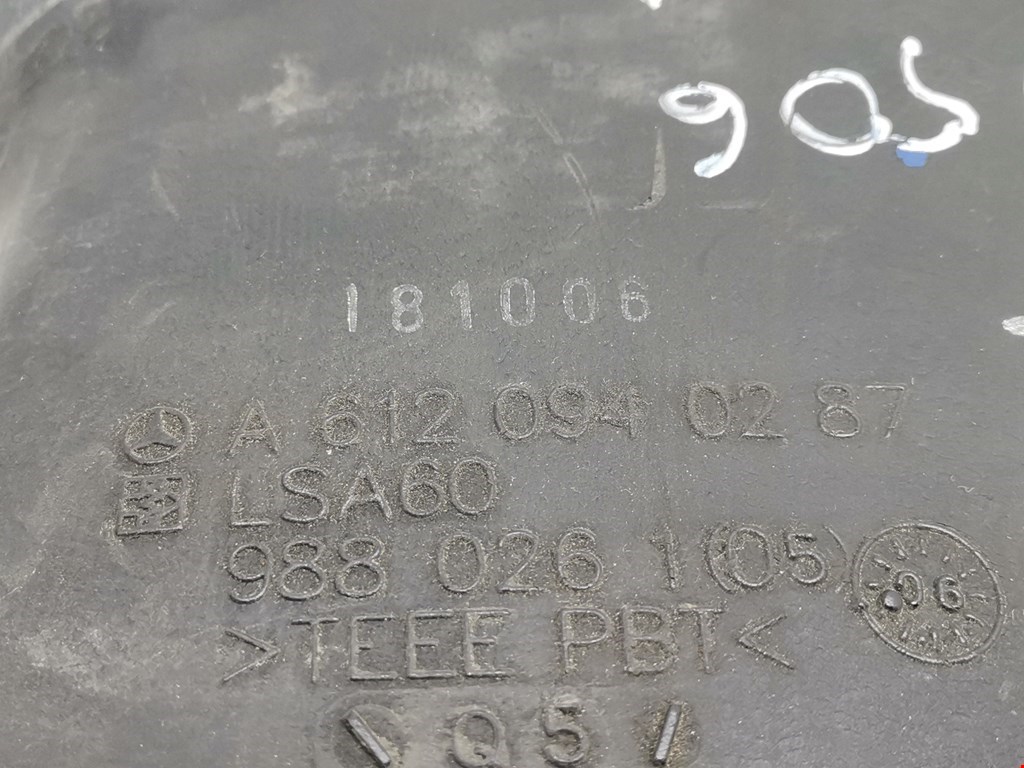 905
181006
A 612 094 02 87
LSA60
988 026 1 (05)
06
>TEEE PBT<
\ Q5 /